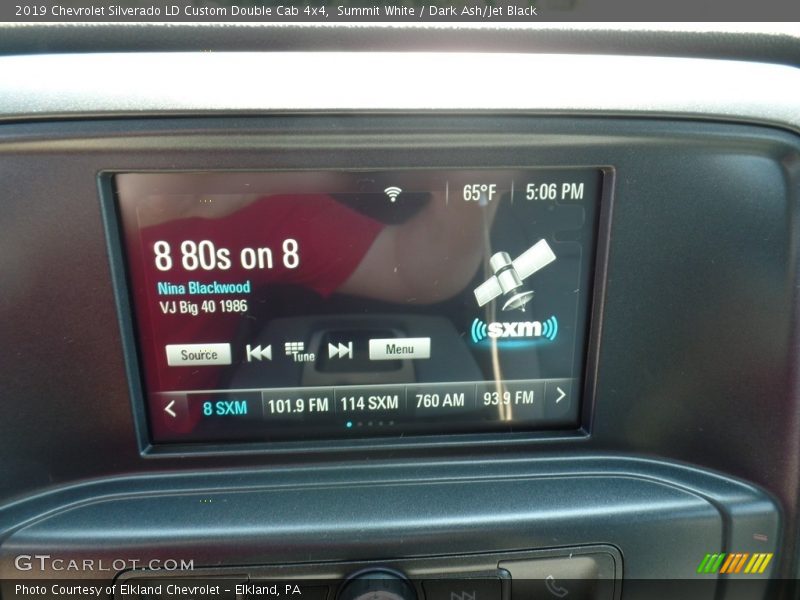 2019 Chevrolet Silverado LD Custom Double Cab 4x4,  Summit White / Dark Ash/Jet Black
65°F 5:06 PM
8 80s on 8
Nina Blackwood
VJ Big 40 1986
sxm
Source Tune Menu
< 8 SXM 101.9 FM 114 SXM 760 AM 93.9 FM >
GTCARLOT.COM
Photo Courtesy of Elkland Chevrolet - Elkland, PA